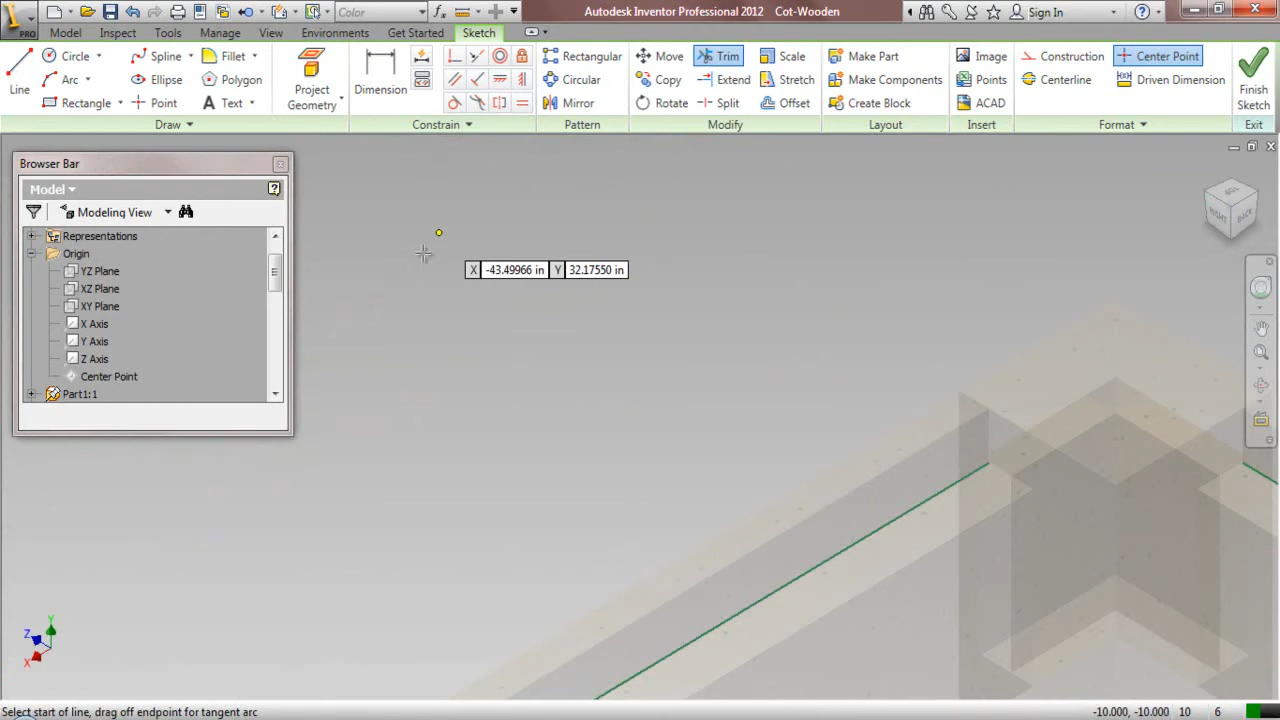 Color
Autodesk Inventor Professional 2012 Cot-Wooden
Sign In
PRO
Model Inspect Tools Manage View Environments Get Started Sketch
Line
Circle
Arc
Rectangle
Spline
Ellipse
Point
Fillet
Polygon
Text
Project
Geometry
Dimension
Rectangular
Circular
Mirror
Move
Copy
Rotate
Trim
Extend
Split
Scale
Stretch
Offset
Make Part
Make Components
Create Block
Image
Points
ACAD
Construction
Centerline
Center Point
Driven Dimension
Finish
Sketch
Draw Constrain Pattern Modify Layout Insert Format Exit
Browser Bar
Model
Modeling View
Representations
Origin
YZ Plane
XZ Plane
XY Plane
X Axis
Y Axis
Z Axis
Center Point
Part1:1
X -43.49966 in Y 32.17550 in
RIGHT
BACK
Y
Z
X
Select start of line, drag off endpoint for tangent arc
-10.000, -10.000 10 6